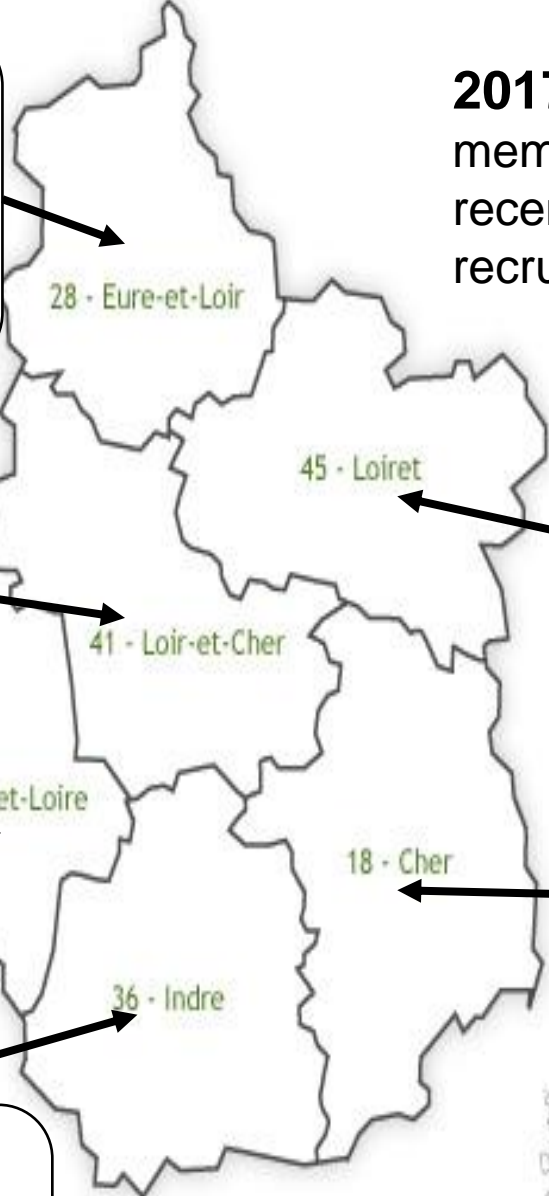 2017
mem
recen
recru
28 - Eure-et-Loir
45 - Loiret
41 - Loir-et-Cher
et-Loire
18 - Cher
36 - Indre